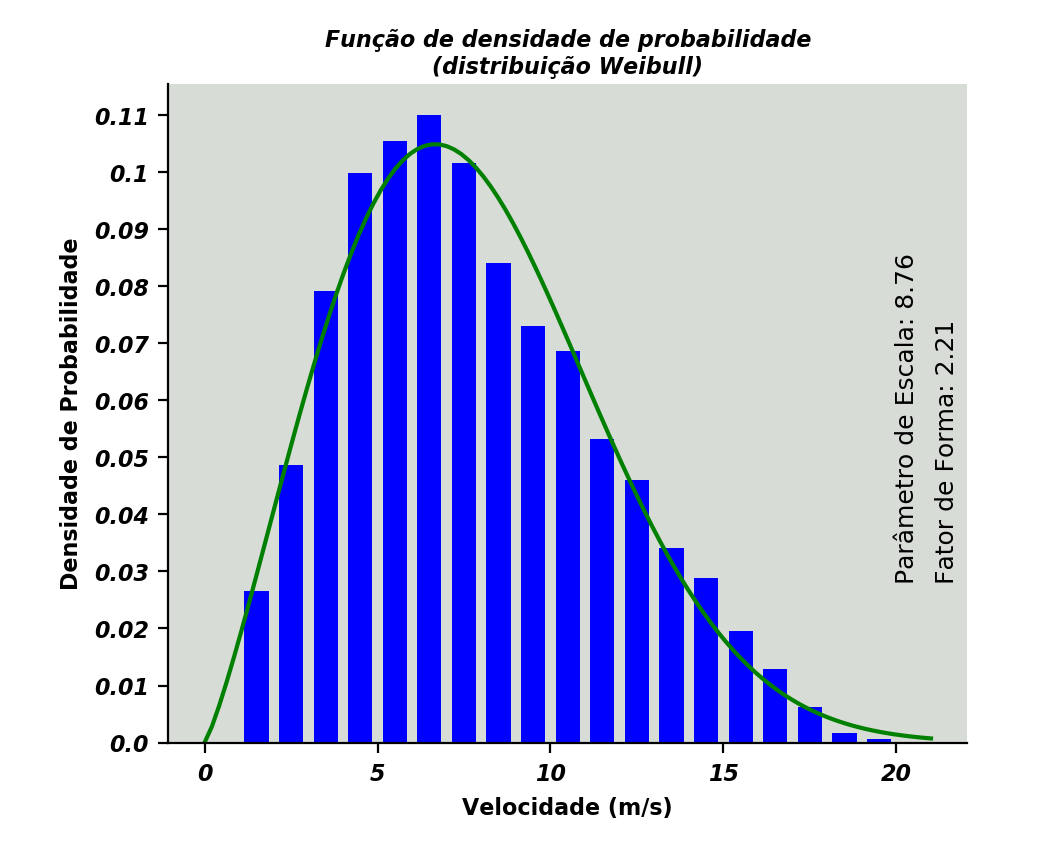 Função de densidade de probabilidade
(distribuição Weibull)
Densidade de Probabilidade
0.11
0.1
0.09
0.08
0.07
0.06
0.05
0.04
0.03
0.02
0.01
0.0
Parâmetro de Escala: 8.76
Fator de Forma: 2.21
0 5 10 15 20
Velocidade (m/s)